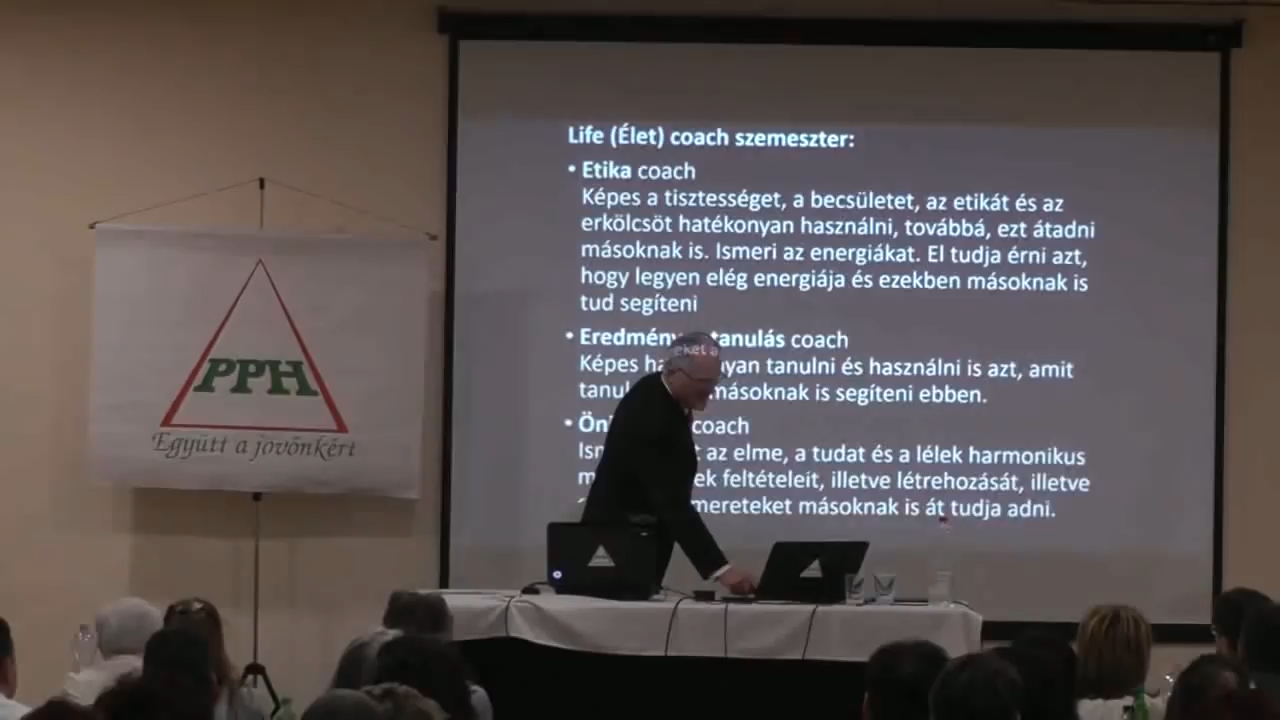 Life (Élet) coach szemeszter:
• Etika coach
Képes a tisztességet, a becsületet, az etikát és az
erkölcsöt hatékonyan használni, továbbá, ezt átadni
másoknak is. Ismeri az energiákat. El tudja érni azt,
hogy legyen elég energiája és ezekben másoknak is
tud segíteni
• tanulás coach
Képes tanulni és használni is azt, amit
másoknak is segíteni ebben.
• coach
az elme, a tudat és a lélek harmonikus
feltételeit, illetve létrehozását, illetve
másoknak is át tudja adni.
PPH
Együtt a jövőnkért